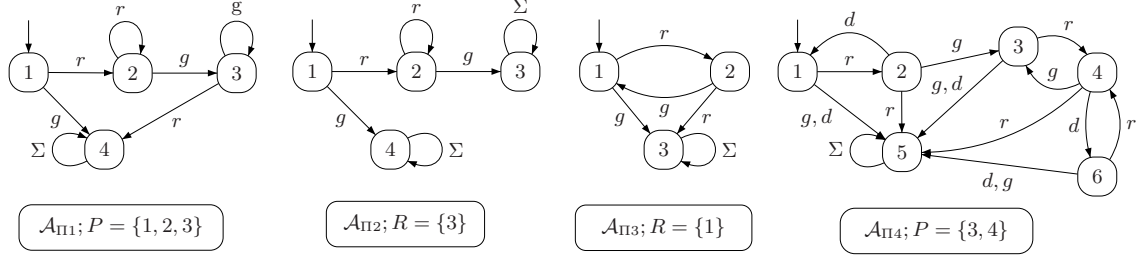 d
r g Σ r
r r 3
g
1 r 2 g 3 1 r 2 g 3 1 2 1 r 2 4
g
g, d
g r g g g r g, d r r d r
Σ 4 4 Σ 3 Σ Σ 5 6
d, g
𝒜Π1; P = {1, 2, 3} 𝒜Π2; R = {3} 𝒜Π3; R = {1} 𝒜Π4; P = {3, 4}